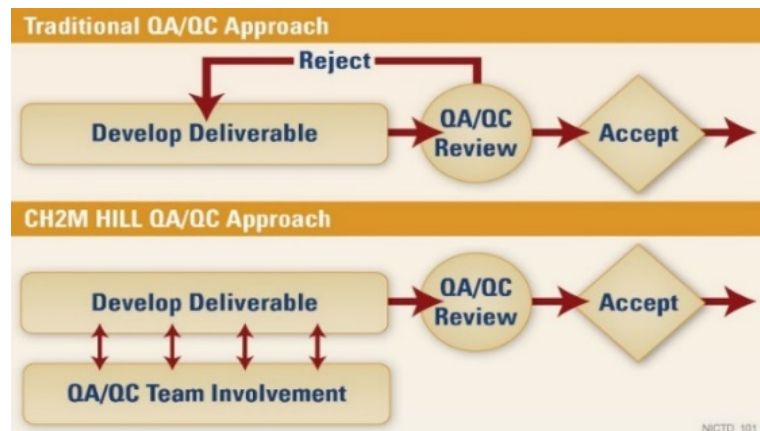 Traditional QA/QC Approach
Reject
Develop Deliverable
QA/QC
Review
Accept
CH2M HILL QA/QC Approach
Develop Deliverable
QA/QC
Review
Accept
QA/QC Team Involvement
NICTD_101